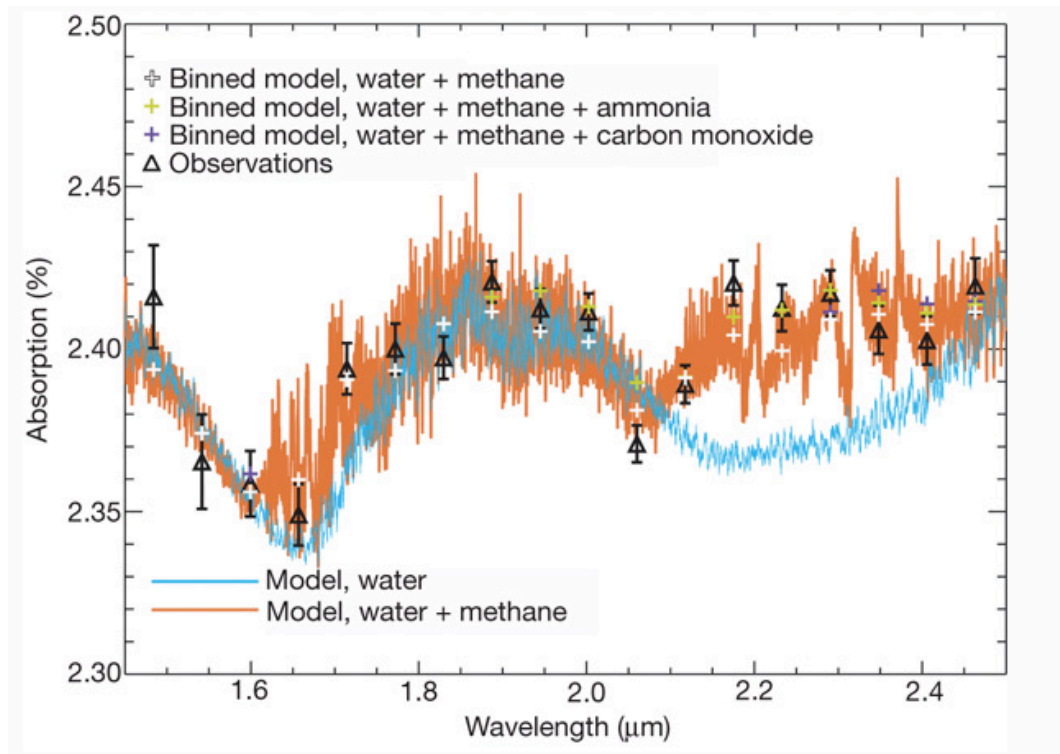 2.50
Binned model, water + methane
Binned model, water + methane + ammonia
Binned model, water + methane + carbon monoxide
Observations
2.45
Absorption (%)
2.40
2.35
Model, water
Model, water + methane
2.30
1.6 1.8 2.0 2.2 2.4
Wavelength (μm)